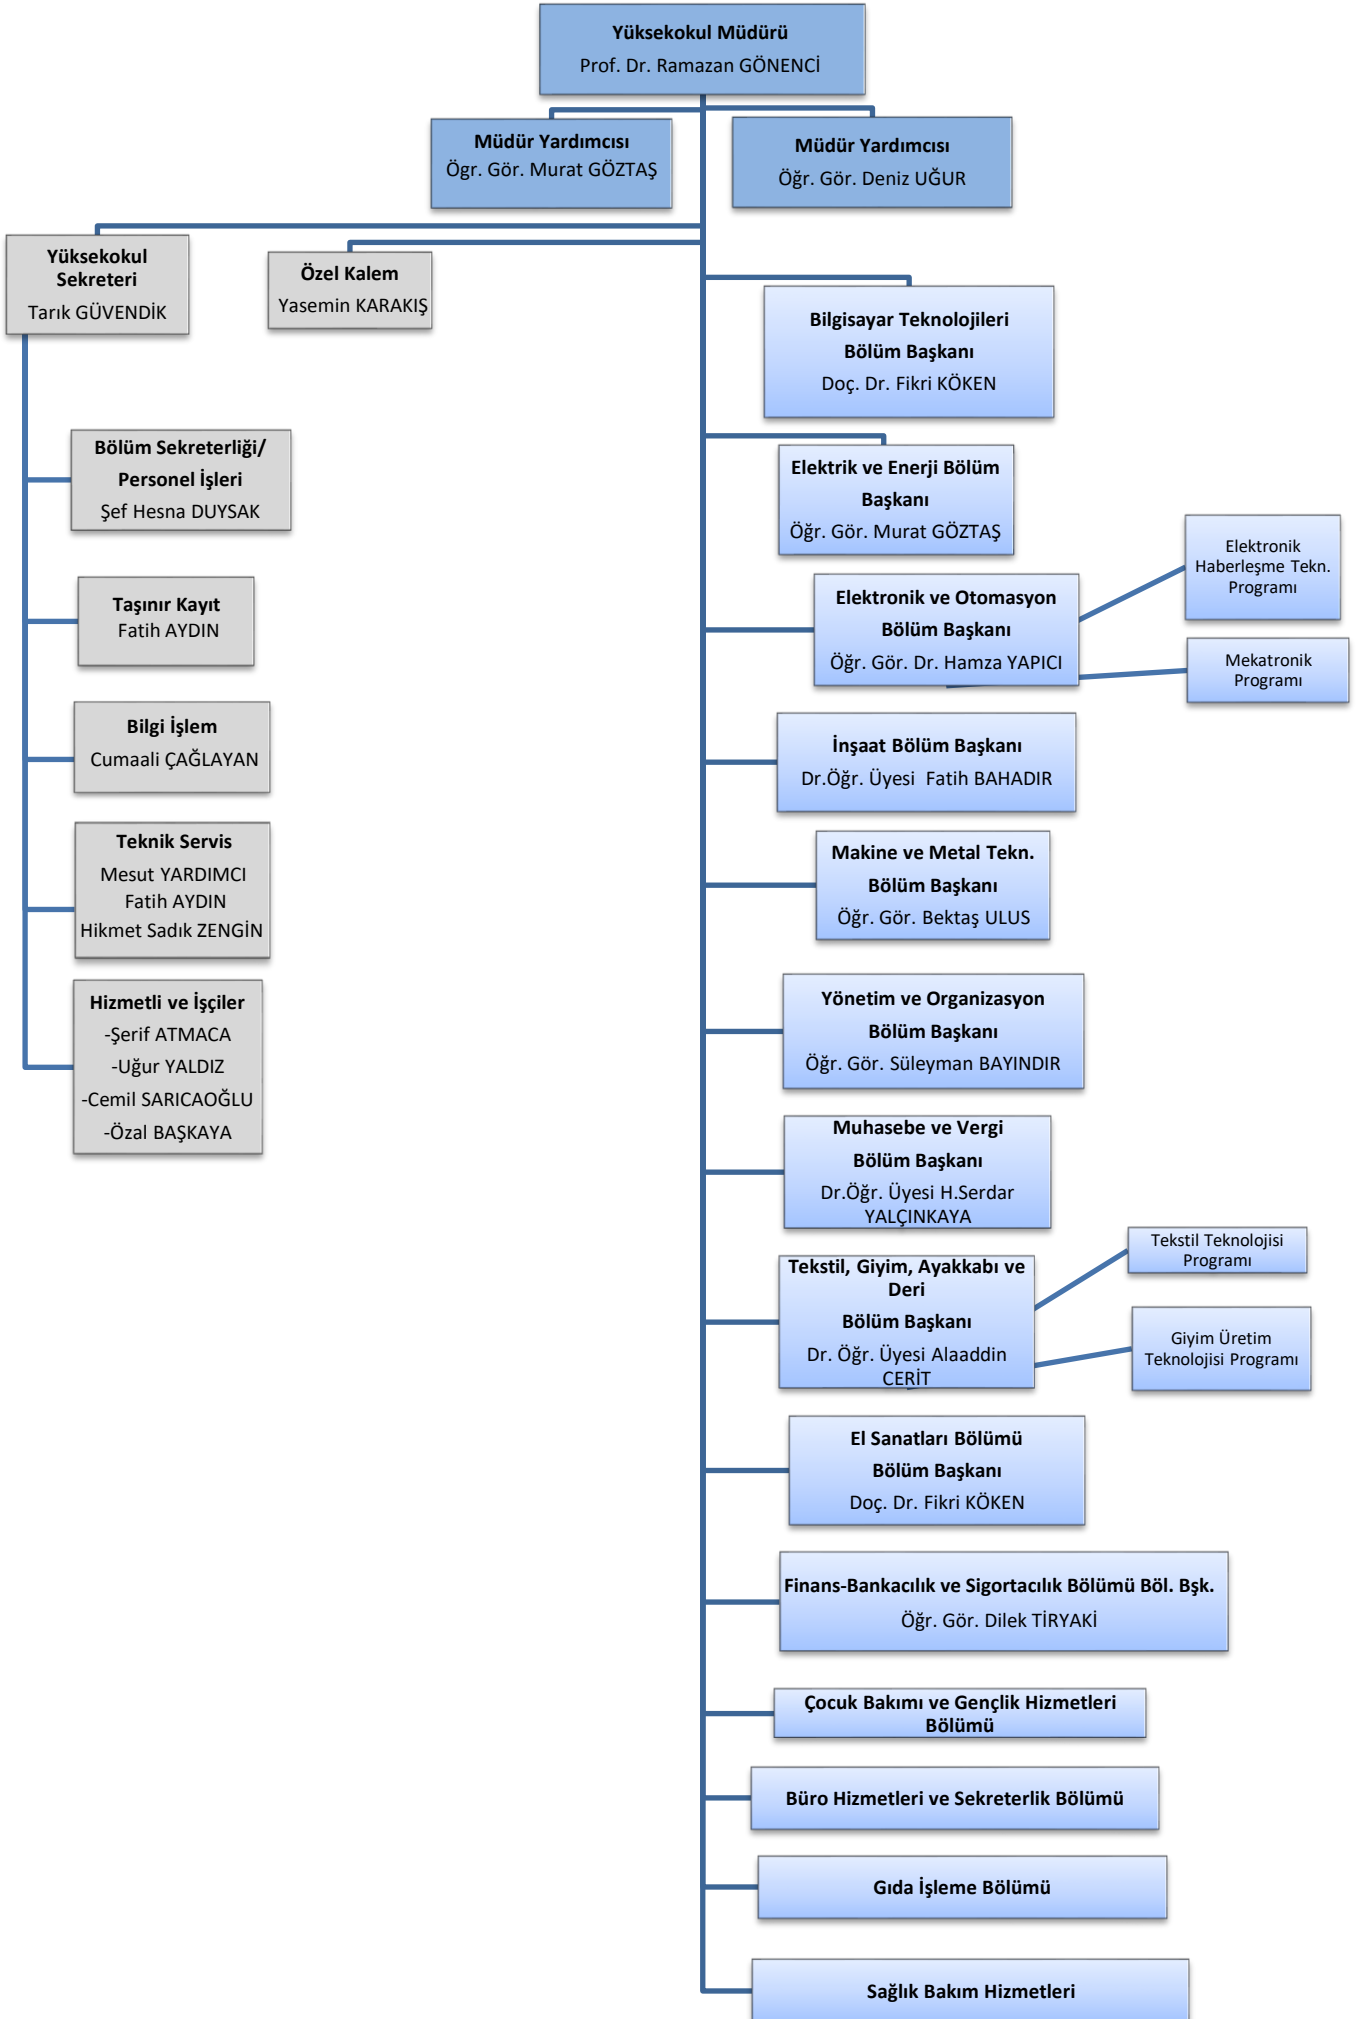 Yüksekokul Müdürü
Prof. Dr. Ramazan GÖNENCİ
Müdür Yardımcısı
Ögr. Gör. Murat GÖZTAŞ
Müdür Yardımcısı
Öğr. Gör. Deniz UĞUR
Yüksekokul
Sekreteri
Tarık GÜVENDİK
Özel Kalem
Yasemin KARAKIŞ
Bölüm Sekreterliği/
Personel İşleri
Şef Hesna DUYSAK
Taşınır Kayıt
Fatih AYDIN
Bilgi İşlem
Cumaali ÇAĞLAYAN
Teknik Servis
Mesut YARDIMCI
Fatih AYDIN
Hikmet Sadık ZENGİN
Hizmetli ve İşçiler
-Şerif ATMACA
-Uğur YALDIZ
-Cemil SARICAOĞLU
-Özal BAŞKAYA
Bilgisayar Teknolojileri
Bölüm Başkanı
Doç. Dr. Fikri KÖKEN
Elektrik ve Enerji Bölüm
Başkanı
Öğr. Gör. Murat GÖZTAŞ
Elektronik ve Otomasyon
Bölüm Başkanı
Öğr. Gör. Dr. Hamza YAPICI
Elektronik
Haberleşme Tekn.
Programı
Mekatronik
Programı
İnşaat Bölüm Başkanı
Dr.Öğr. Üyesi  Fatih BAHADIR
Makine ve Metal Tekn.
Bölüm Başkanı
Öğr. Gör. Bektaş ULUS
Yönetim ve Organizasyon
Bölüm Başkanı
Öğr. Gör. Süleyman BAYINDIR
Muhasebe ve Vergi
Bölüm Başkanı
Dr.Öğr. Üyesi H.Serdar
YALÇINKAYA
Tekstil, Giyim, Ayakkabı ve
Deri
Bölüm Başkanı
Dr. Öğr. Üyesi Alaaddin
CERİT
Tekstil Teknolojisi
Programı
Giyim Üretim
Teknolojisi Programı
El Sanatları Bölümü
Bölüm Başkanı
Doç. Dr. Fikri KÖKEN
Finans-Bankacılık ve Sigortacılık Bölümü Böl. Bşk.
Öğr. Gör. Dilek TİRYAKİ
Çocuk Bakımı ve Gençlik Hizmetleri
Bölümü
Büro Hizmetleri ve Sekreterlik Bölümü
Gıda İşleme Bölümü
Sağlık Bakım Hizmetleri